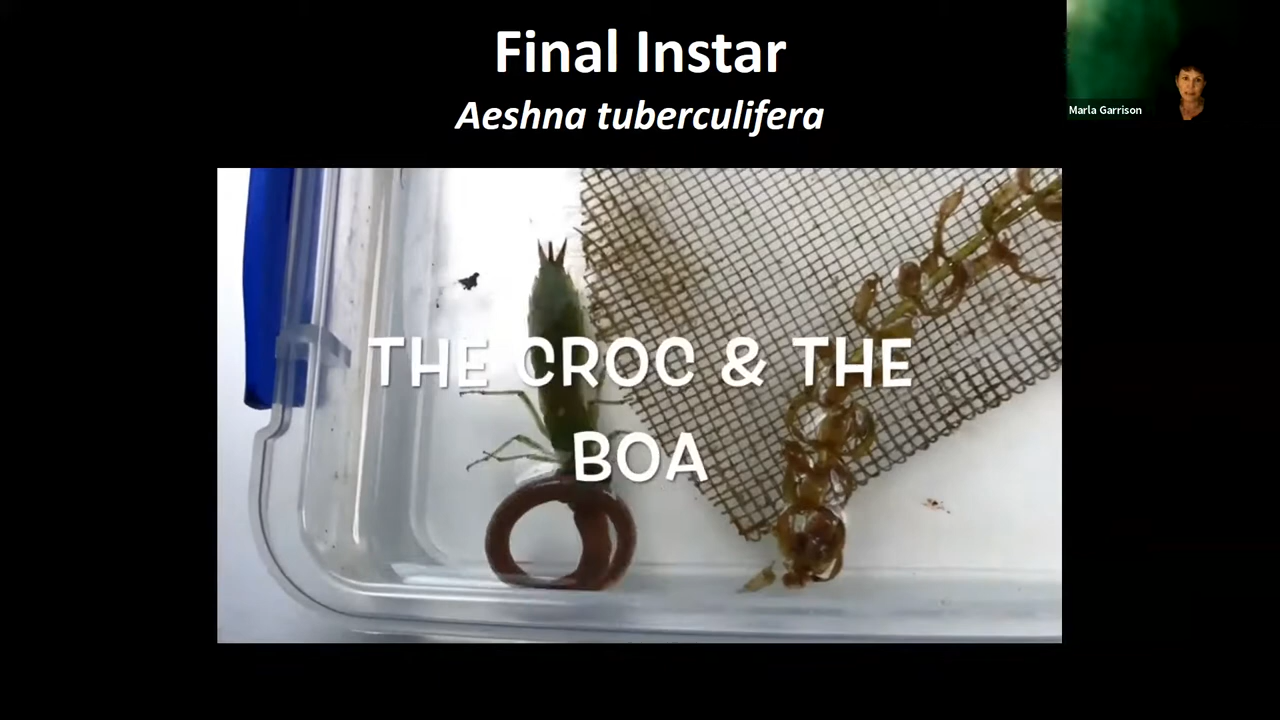 Final Instar
Aeshna tuberculifera
Marla Garrison
THE CROC & THE
BOA